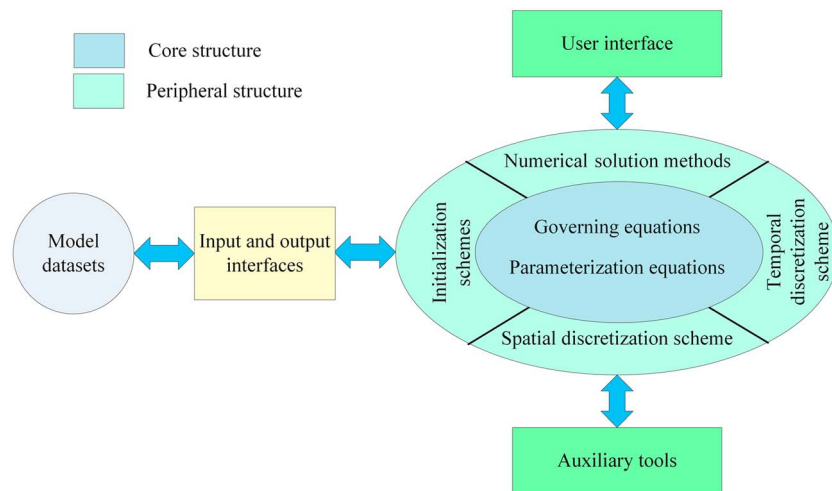 Core structure
Peripheral structure
User interface
Numerical solution methods
Initialization
schemes
Governing equations
Parameterization equations
Temporal
discretization
scheme
Spatial discretization scheme
Model
datasets
Input and output
interfaces
Auxiliary tools